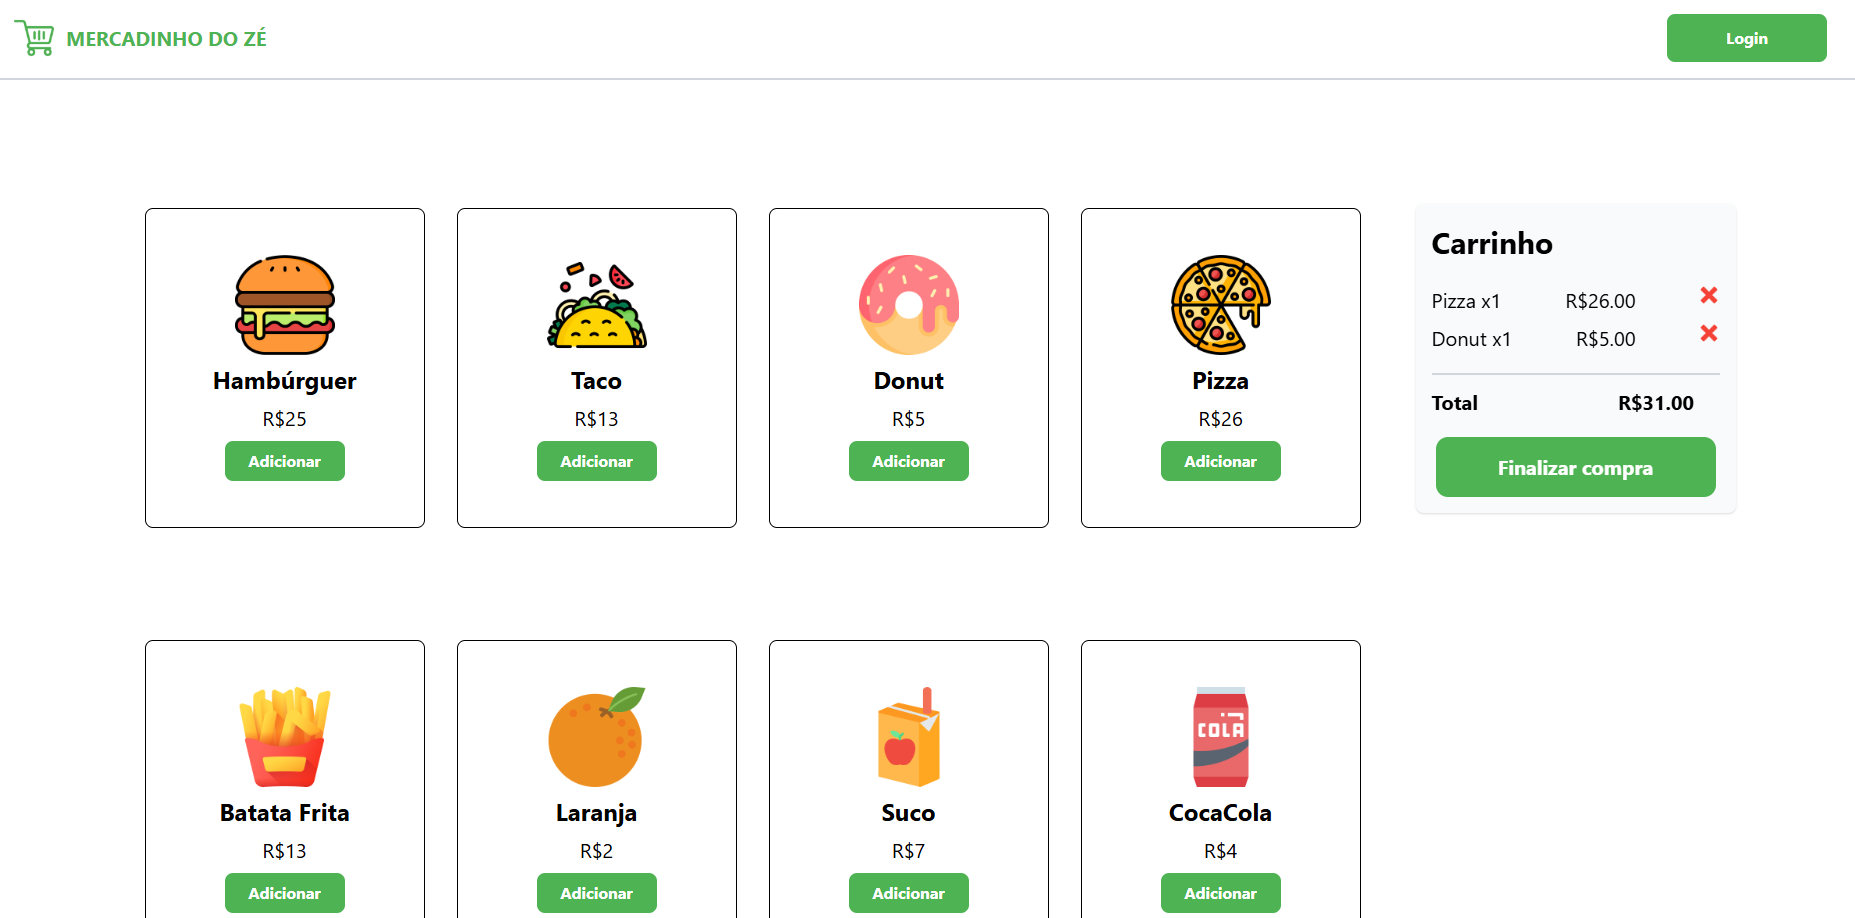 MERCADINHO DO ZÉ
Login
Hambúrguer
R$25
Adicionar
Taco
R$13
Adicionar
Donut
R$5
Adicionar
Pizza
R$26
Adicionar
Carrinho
Pizza x1 R$26.00
Donut x1 R$5.00
Total R$31.00
Finalizar compra
Batata Frita
R$13
Adicionar
Laranja
R$2
Adicionar
Suco
R$7
Adicionar
COLA
CocaCola
R$4
Adicionar